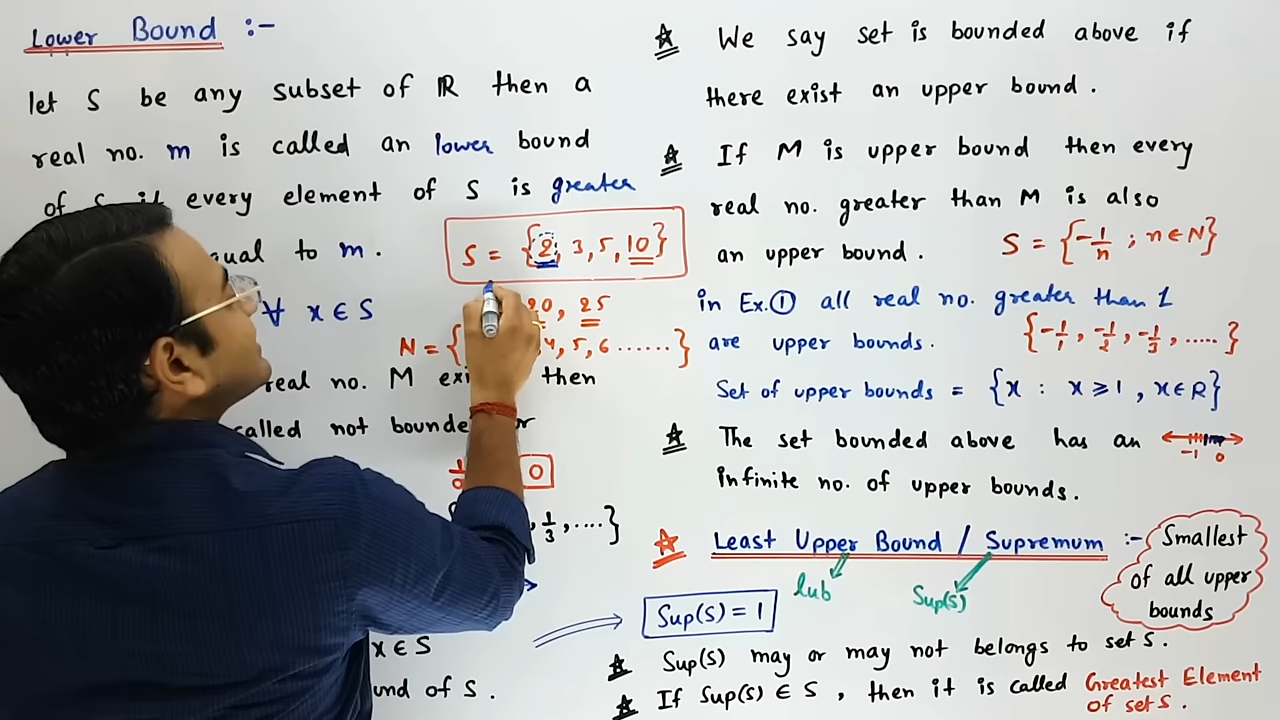 Lower Bound :-
let S be any subset of ℝ then a
real no. m is called an lower bound
of every element of S is greater
equal to m.
S = {2, 3, 5, 10}
∀ x ∈ S
20, 25
N = { 4, 5, 6 ......}
real no. M then
called not bounded or
0
, 1/3, ....}
x ∈ S
of S.
☆ We say set is bounded above if
there exist an upper bound.
☆ If M is upper bound then every
real no. greater than M is also
an upper bound. S = {-1/n ; n∈N}
in Ex.① all real no. greater than 1
are upper bounds. {-1/1, -1/2, -1/3, .....}
Set of upper bounds = {x : x ⩾ 1, x∈R}
☆ The set bounded above has an
-1 0
infinite no. of upper bounds.
☆ Least Upper Bound / Supremum :-
Smallest
of all upper
bounds
lub Sup(S)
Sup(S) = 1
☆ Sup(S) may or may not belongs to set S.
☆ If Sup(S) ∈ S, then it is called Greatest Element
of set S.